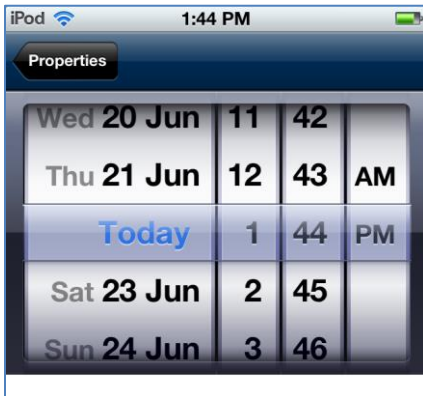 iPod 1:44 PM
Properties
Wed 20 Jun 11 42
Thu 21 Jun 12 43 AM
Today 1 44 PM
Sat 23 Jun 2 45
Sun 24 Jun 3 46